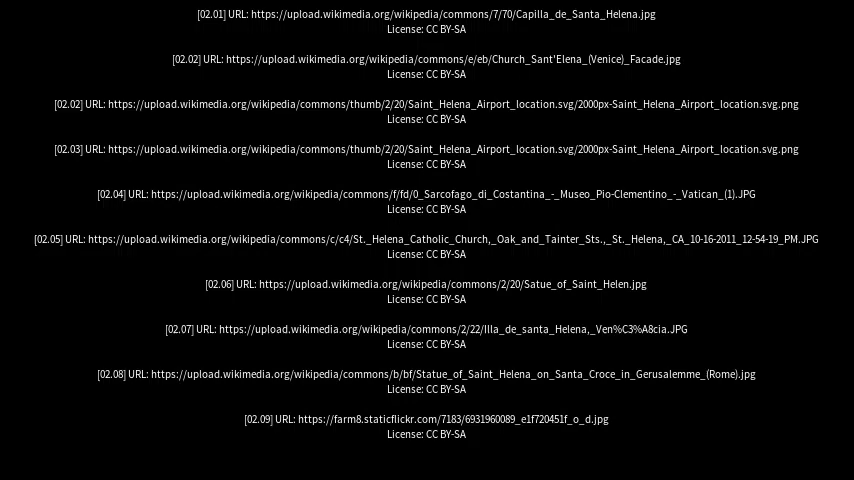 [02.01] URL: https://upload.wikimedia.org/wikipedia/commons/7/70/Capilla_de_Santa_Helena.jpg
License: CC BY-SA
[02.02] URL: https://upload.wikimedia.org/wikipedia/commons/e/eb/Church_Sant'Elena_(Venice)_Facade.jpg
License: CC BY-SA
[02.02] URL: https://upload.wikimedia.org/wikipedia/commons/thumb/2/20/Saint_Helena_Airport_location.svg/2000px-Saint_Helena_Airport_location.svg.png
License: CC BY-SA
[02.03] URL: https://upload.wikimedia.org/wikipedia/commons/thumb/2/20/Saint_Helena_Airport_location.svg/2000px-Saint_Helena_Airport_location.svg.png
License: CC BY-SA
[02.04] URL: https://upload.wikimedia.org/wikipedia/commons/f/fd/0_Sarcofago_di_Costantina_-_Museo_Pio-Clementino_-_Vatican_(1).JPG
License: CC BY-SA
[02.05] URL: https://upload.wikimedia.org/wikipedia/commons/c/c4/St._Helena_Catholic_Church,_Oak_and_Tainter_Sts.,_St._Helena,_CA_10-16-2011_12-54-19_PM.JPG
License: CC BY-SA
[02.06] URL: https://upload.wikimedia.org/wikipedia/commons/2/20/Satue_of_Saint_Helen.jpg
License: CC BY-SA
[02.07] URL: https://upload.wikimedia.org/wikipedia/commons/2/22/Illa_de_santa_Helena,_Ven%C3%A8cia.JPG
License: CC BY-SA
[02.08] URL: https://upload.wikimedia.org/wikipedia/commons/b/bf/Statue_of_Saint_Helena_on_Santa_Croce_in_Gerusalemme_(Rome).jpg
License: CC BY-SA
[02.09] URL: https://farm8.staticflickr.com/7183/6931960089_e1f720451f_o_d.jpg
License: CC BY-SA